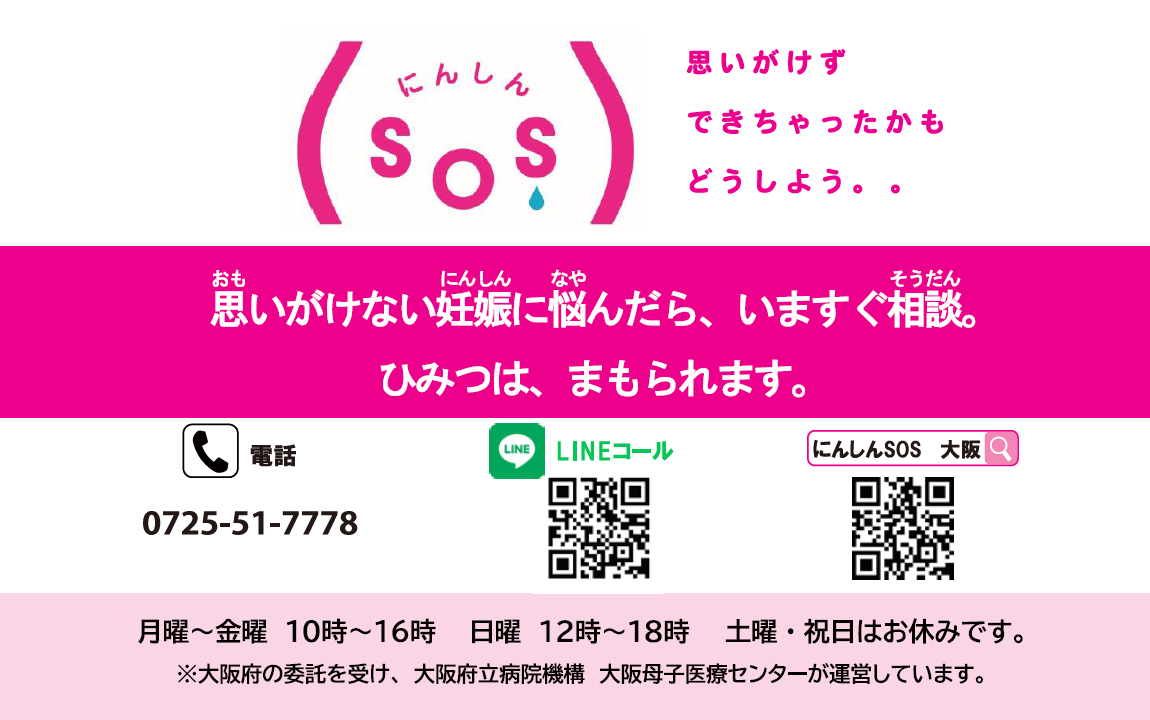 にんしん
SOS
思いがけず
できちゃったかも
どうしよう。。
おも にんしん なや そうだん
思いがけない妊娠に悩んだら、いますぐ相談。
ひみつは、まもられます。
電話
0725-51-7778
LINE
LINEコール
にんしんSOS 大阪
月曜～金曜 10時～16時 日曜 12時～18時 土曜・祝日はお休みです。
※大阪府の委託を受け、大阪府立病院機構 大阪母子医療センターが運営しています。